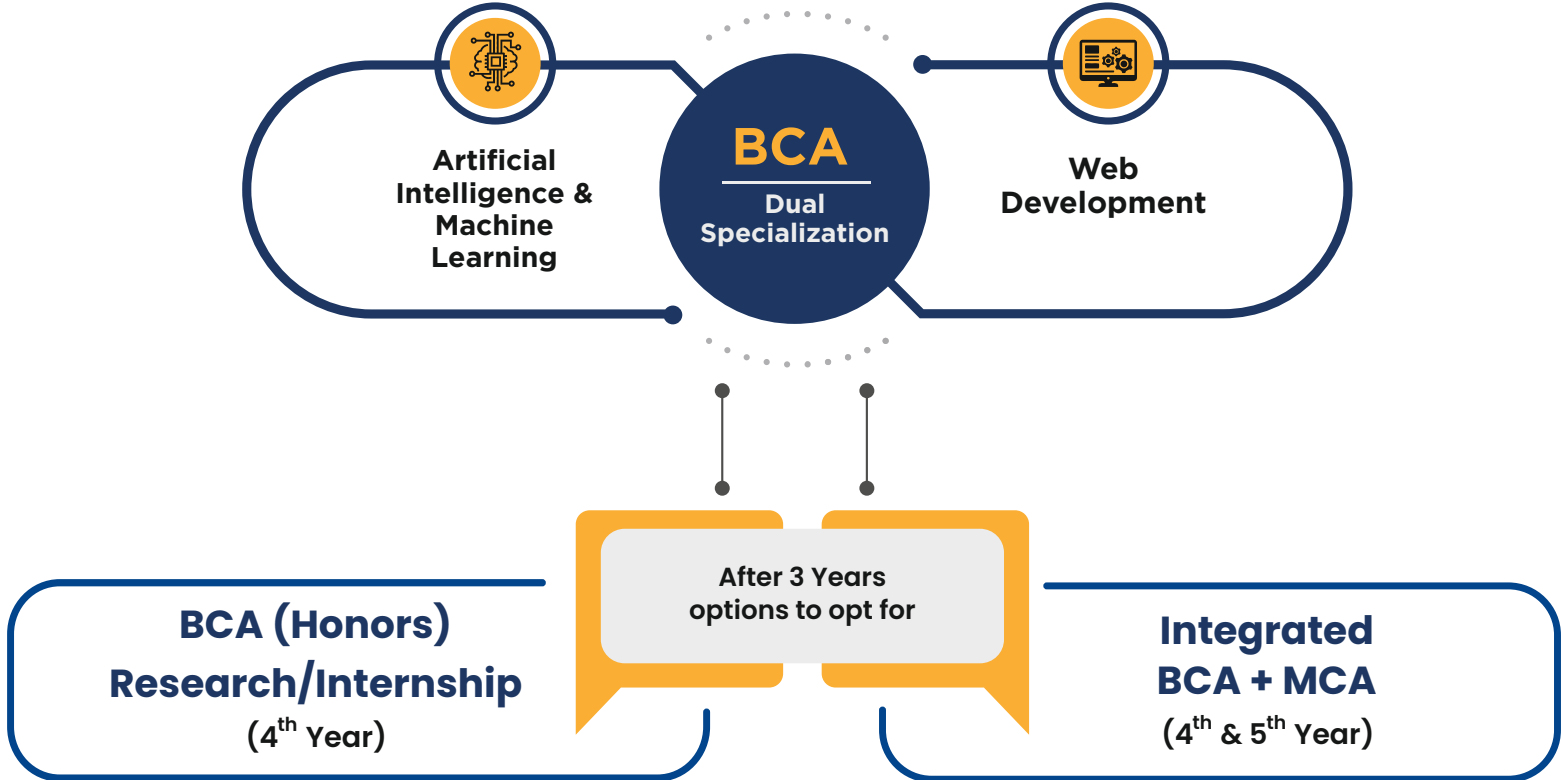 BCA
Dual
Specialization
Artificial
Intelligence &
Machine
Learning
Web
Development
After 3 Years
options to opt for
BCA (Honors)
Research/Internship
(4th Year)
Integrated
BCA + MCA
(4th & 5th Year)